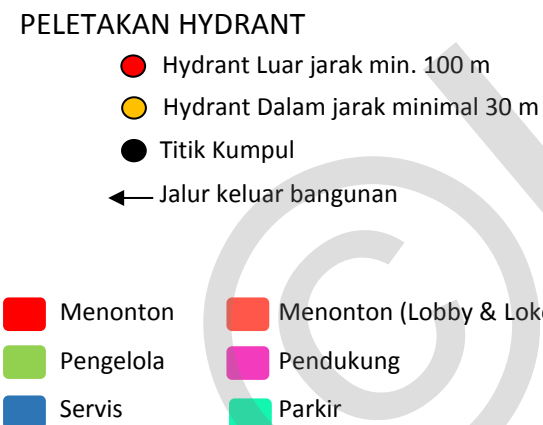 PELETAKAN HYDRANT
Hydrant Luar jarak min. 100 m
Hydrant Dalam jarak minimal 30 m
Titik Kumpul
Jalur keluar bangunan
Menonton Menonton (Lobby &
Pengelola Pendukung
Servis Parkir